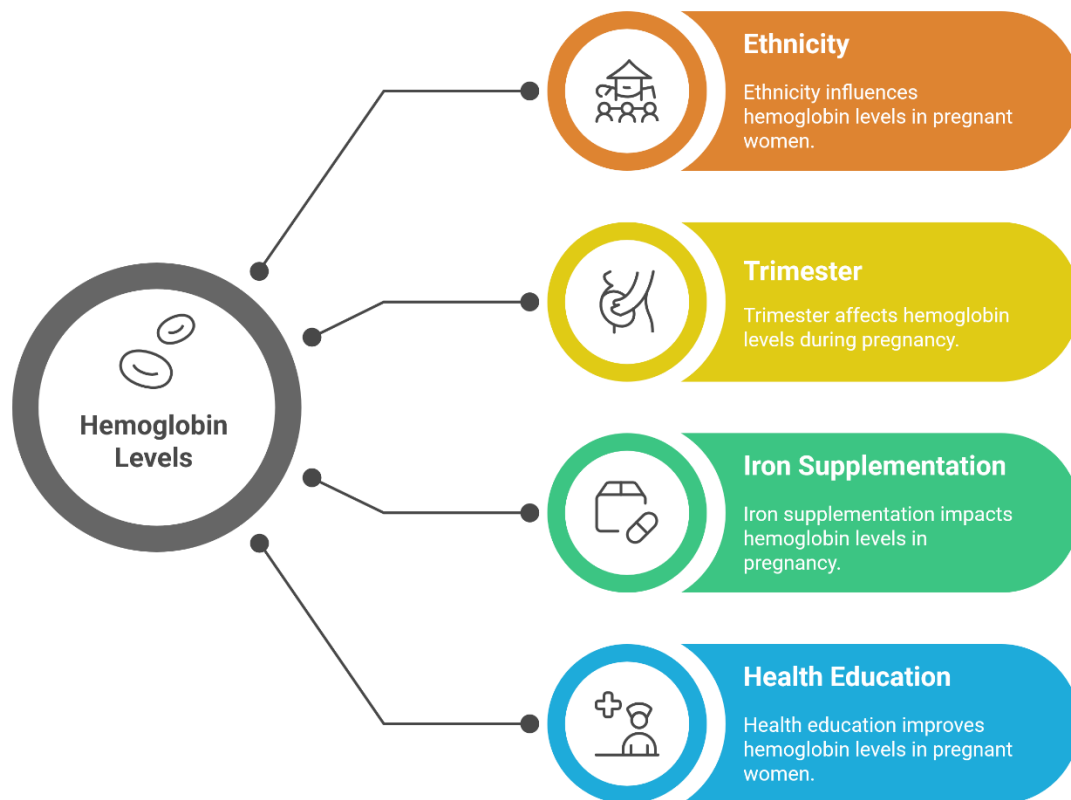 Hemoglobin
Levels
Ethnicity
Ethnicity influences
hemoglobin levels in pregnant
women.
Trimester
Trimester affects hemoglobin
levels during pregnancy.
Iron Supplementation
Iron supplementation impacts
hemoglobin levels in
pregnancy.
Health Education
Health education improves
hemoglobin levels in pregnant
women.